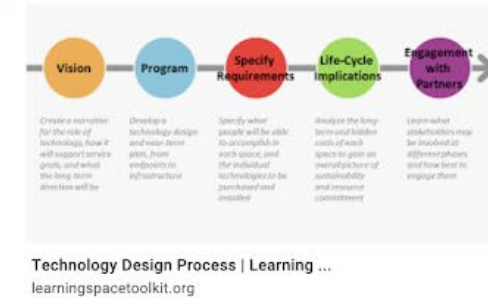 Vision
Program
Specify
Requirements
Life-Cycle
Implications
Engagement
with
Partners
Create a narrative
for the role of
technology, how it
will support service
goals, and what
the long-term
direction will be
Develop a
technology design
and near-term
plan, from
endpoints to
infrastructure
Specify what
people will be able
to accomplish in
each space, and
the individual
technologies to be
purchased and
installed
Analyze the long-
term and hidden
costs of each
space to gain an
overall picture of
sustainability
and resource
commitment
Learn what
stakeholders may
be involved at
different phases
and how best to
engage them
Technology Design Process | Learning ...
learningspacetoolkit.org